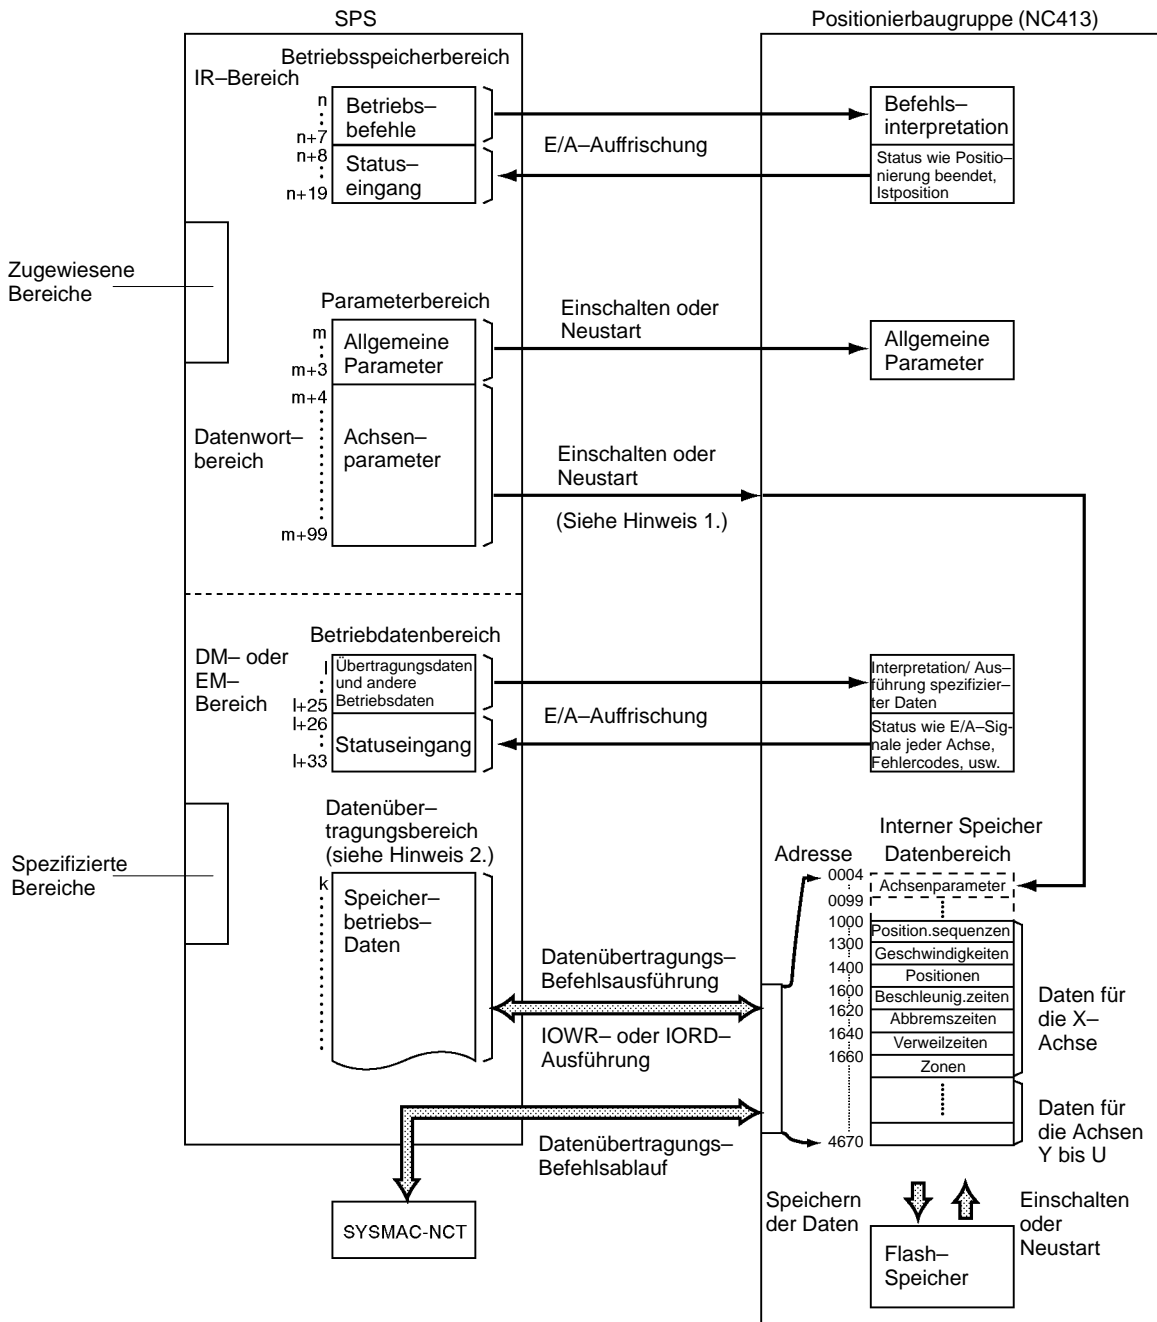 SPS
Positionierbaugruppe (NC413)
Betriebsspeicherbereich
IR–Bereich
n
n+7
n+8
n+19
Betriebs–
befehle
Status–
eingang
E/A–Auffrischung
Befehls–
interpretation
Status wie Positio–
nierung beendet,
Istposition
Zugewiesene
Bereiche
Parameterbereich
m
m+3
m+4
m+99
Allgemeine
Parameter
Achsen–
parameter
Datenwort–
bereich
Einschalten oder
Neustart
Allgemeine
Parameter
Einschalten oder
Neustart
(Siehe Hinweis 1.)
Betriebdatenbereich
DM– oder
EM–
Bereich
l
l+25
l+26
l+33
Übertragungsdaten
und andere
Betriebsdaten
Statuseingang
E/A–Auffrischung
Interpretation/ Aus–
führung spezifizier–
ter Daten
Status wie E/A–Sig–
nale jeder Achse,
Fehlercodes, usw.
Spezifizierte
Bereiche
Datenüber–
tragungsbereich
(siehe Hinweis 2.)
k
Speicher–
betriebs–
Daten
Datenübertragungs–
Befehlsausführung
IOWR– oder IORD–
Ausführung
Datenübertragungs–
Befehlsablauf
SYSMAC-NCT
Interner Speicher
Adresse
Datenbereich
0004
0099
1000
1300
1400
1600
1620
1640
1660
4670
Achsenparameter
Position.sequenzen
Geschwindigkeiten
Positionen
Beschleunig.zeiten
Abbremszeiten
Verweilzeiten
Zonen
Daten für
die X–
Achse
Daten für
die Achsen
Y bis U
Speichern
der Daten
Einschalten
oder
Neustart
Flash–
Speicher